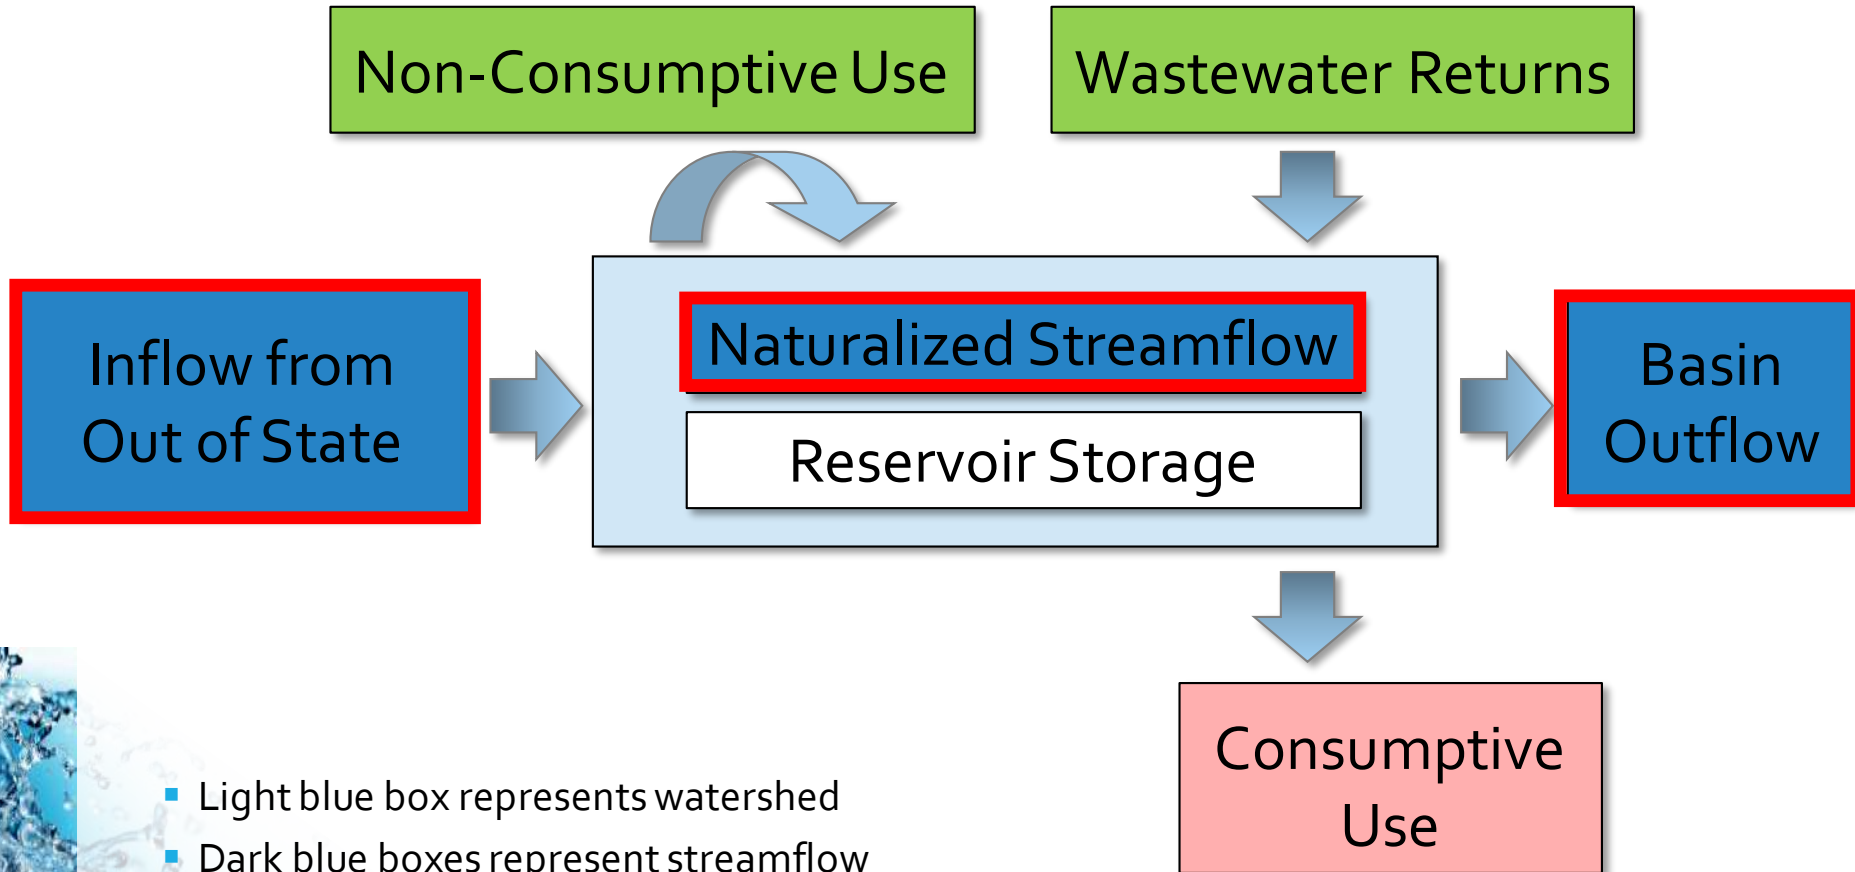 Non-Consumptive Use
Wastewater Returns
Inflow from
Out of State
Naturalized Streamflow
Reservoir Storage
Basin
Outflow
Consumptive
Use
Light blue box represents watershed
Dark blue boxes represent streamflow